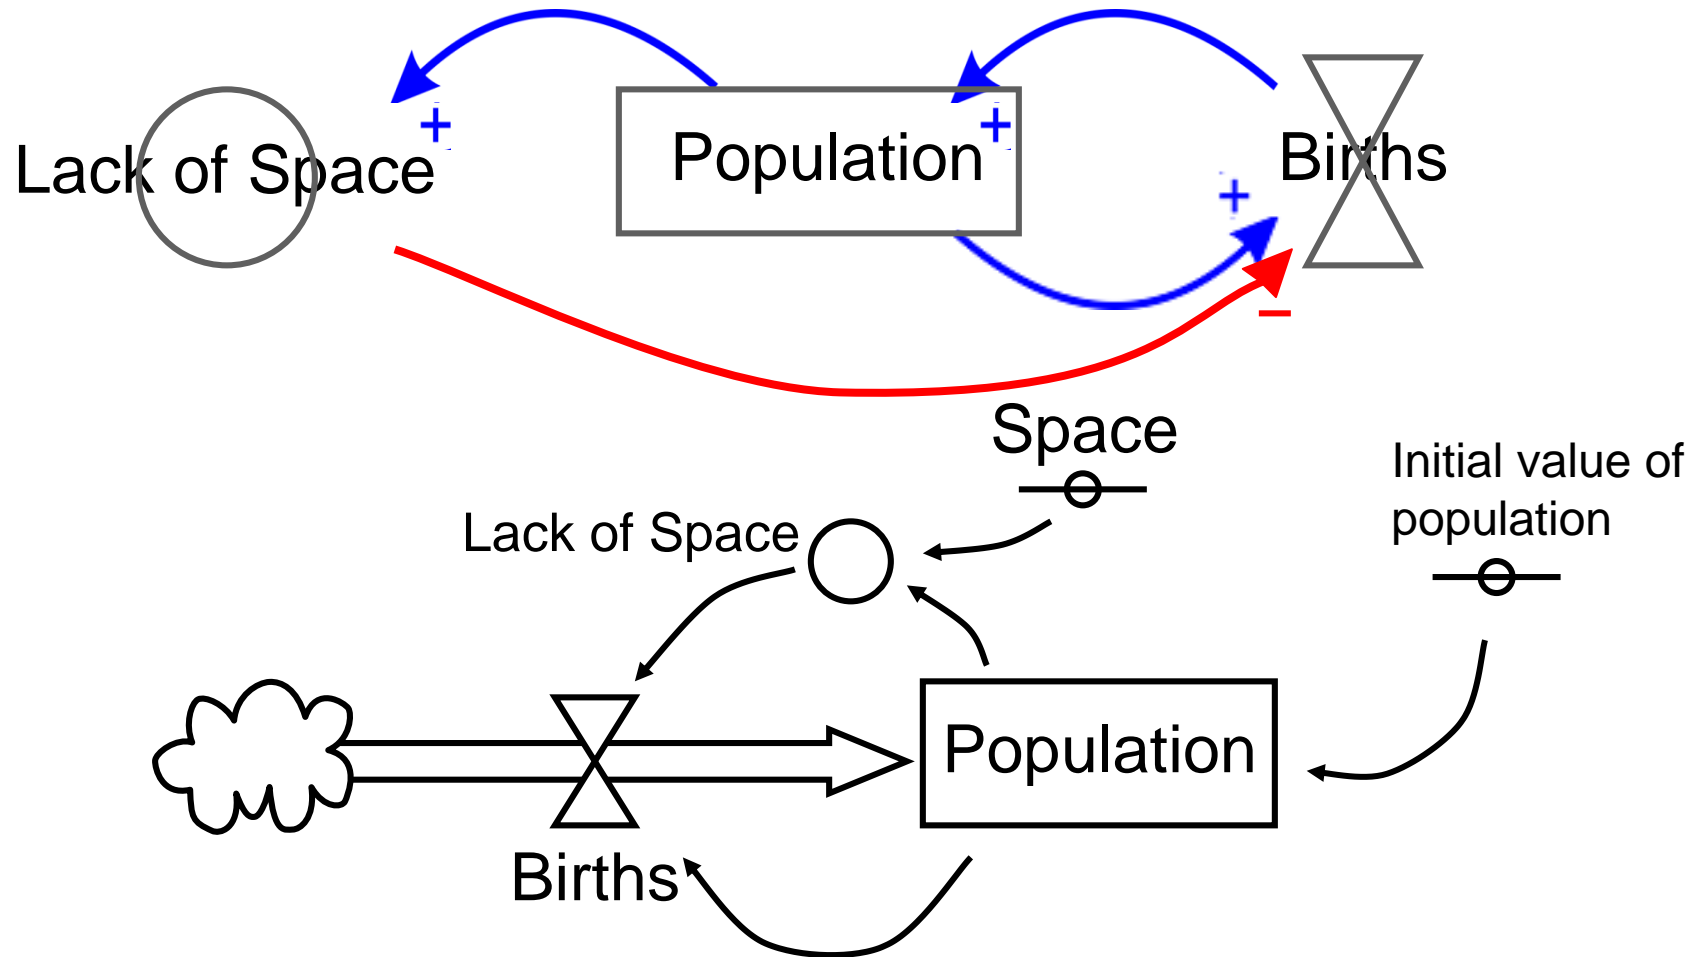 +
+
Lack of Space
Population
Births
+
−
Space
Initial value of
population
Lack of Space
Population
Births